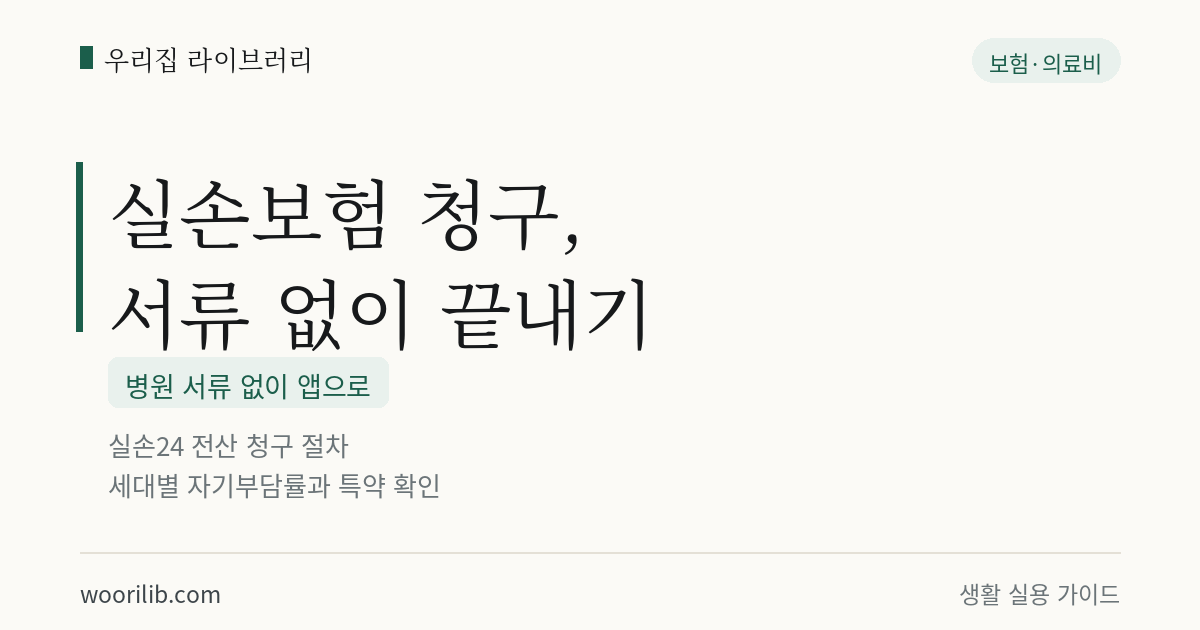 우리집 라이브러리
보험·의료비
실손보험 청구,
서류 없이 끝내기
병원 서류 없이 앱으로
실손24 전산 청구 절차
세대별 자기부담률과 특약 확인
woorilib.com
생활 실용 가이드